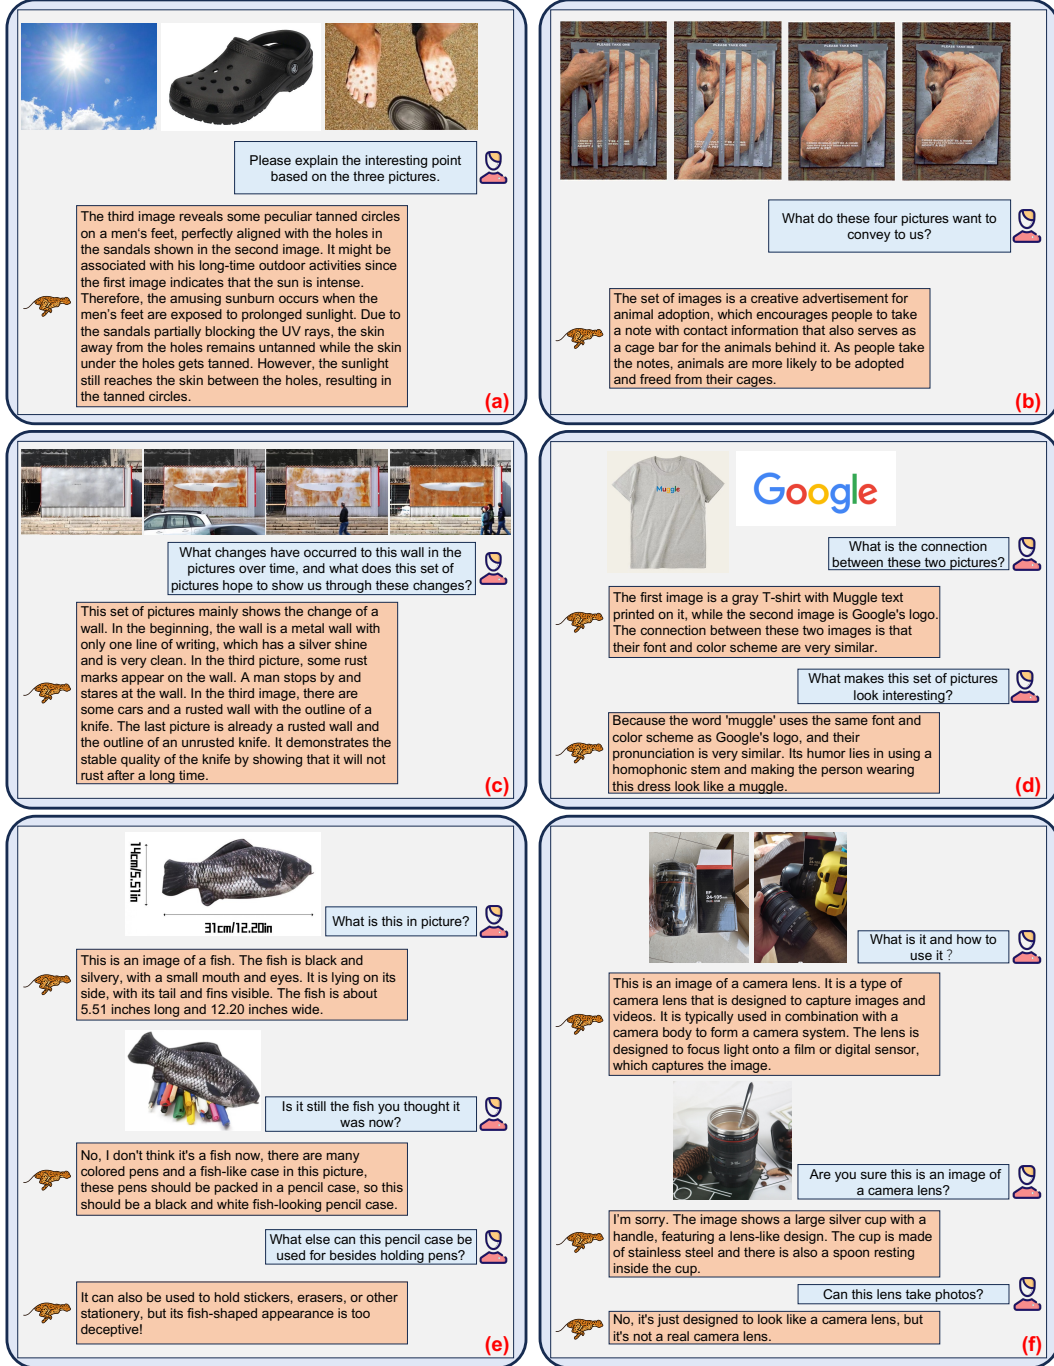 Please explain the interesting point
based on the three pictures.
The third image reveals some peculiar tanned circles
on a men's feet, perfectly aligned with the holes in
the sandals shown in the second image. It might be
associated with his long-time outdoor activities since
the first image indicates that the sun is intense.
Therefore, the amusing sunburn occurs when the
men's feet are exposed to prolonged sunlight. Due to
the sandals partially blocking the UV rays, the skin
away from the holes remains untanned while the skin
under the holes gets tanned. However, the sunlight
still reaches the skin between the holes, resulting in
the tanned circles.
(a)
PLEASE TAKE ONE
PLEASE TAKE ONE
PLEASE TAKE ONE
PLEASE TAKE ONE
What do these four pictures want to
convey to us?
The set of images is a creative advertisement for
animal adoption, which encourages people to take
a note with contact information that also serves as
a cage bar for the animals behind it. As people take
the notes, animals are more likely to be adopted
and freed from their cages.
(b)
What changes have occurred to this wall in the
pictures over time, and what does this set of
pictures hope to show us through these changes?
This set of pictures mainly shows the change of a
wall. In the beginning, the wall is a metal wall with
only one line of writing, which has a silver shine
and is very clean. In the third picture, some rust
marks appear on the wall. A man stops by and
stares at the wall. In the third image, there are
some cars and a rusted wall with the outline of a
knife. The last picture is already a rusted wall and
the outline of an unrusted knife. It demonstrates the
stable quality of the knife by showing that it will not
rust after a long time.
(c)
Muggle
Google
What is the connection
between these two pictures?
The first image is a gray T-shirt with Muggle text
printed on it, while the second image is Google's logo.
The connection between these two images is that
their font and color scheme are very similar.
What makes this set of pictures
look interesting?
Because the word 'muggle' uses the same font and
color scheme as Google's logo, and their
pronunciation is very similar. Its humor lies in using a
homophonic stem and making the person wearing
this dress look like a muggle.
(d)
14cm/5.51in
31cm/12.20in
What is this in picture?
This is an image of a fish. The fish is black and
silvery, with a small mouth and eyes. It is lying on its
side, with its tail and fins visible. The fish is about
5.51 inches long and 12.20 inches wide.
Is it still the fish you thought it
was now?
No, I don't think it's a fish now, there are many
colored pens and a fish-like case in this picture,
these pens should be packed in a pencil case, so this
should be a black and white fish-looking pencil case.
What else can this pencil case be
used for besides holding pens?
It can also be used to hold stickers, erasers, or other
stationery, but its fish-shaped appearance is too
deceptive!
(e)
EF
24-105
What is it and how to
use it？
This is an image of a camera lens. It is a type of
camera lens that is designed to capture images and
videos. It is typically used in combination with a
camera body to form a camera system. The lens is
designed to focus light onto a film or digital sensor,
which captures the image.
Are you sure this is an image of
a camera lens?
I'm sorry. The image shows a large silver cup with a
handle, featuring a lens-like design. The cup is made
of stainless steel and there is also a spoon resting
inside the cup.
Can this lens take photos?
No, it's just designed to look like a camera lens, but
it's not a real camera lens.
(f)